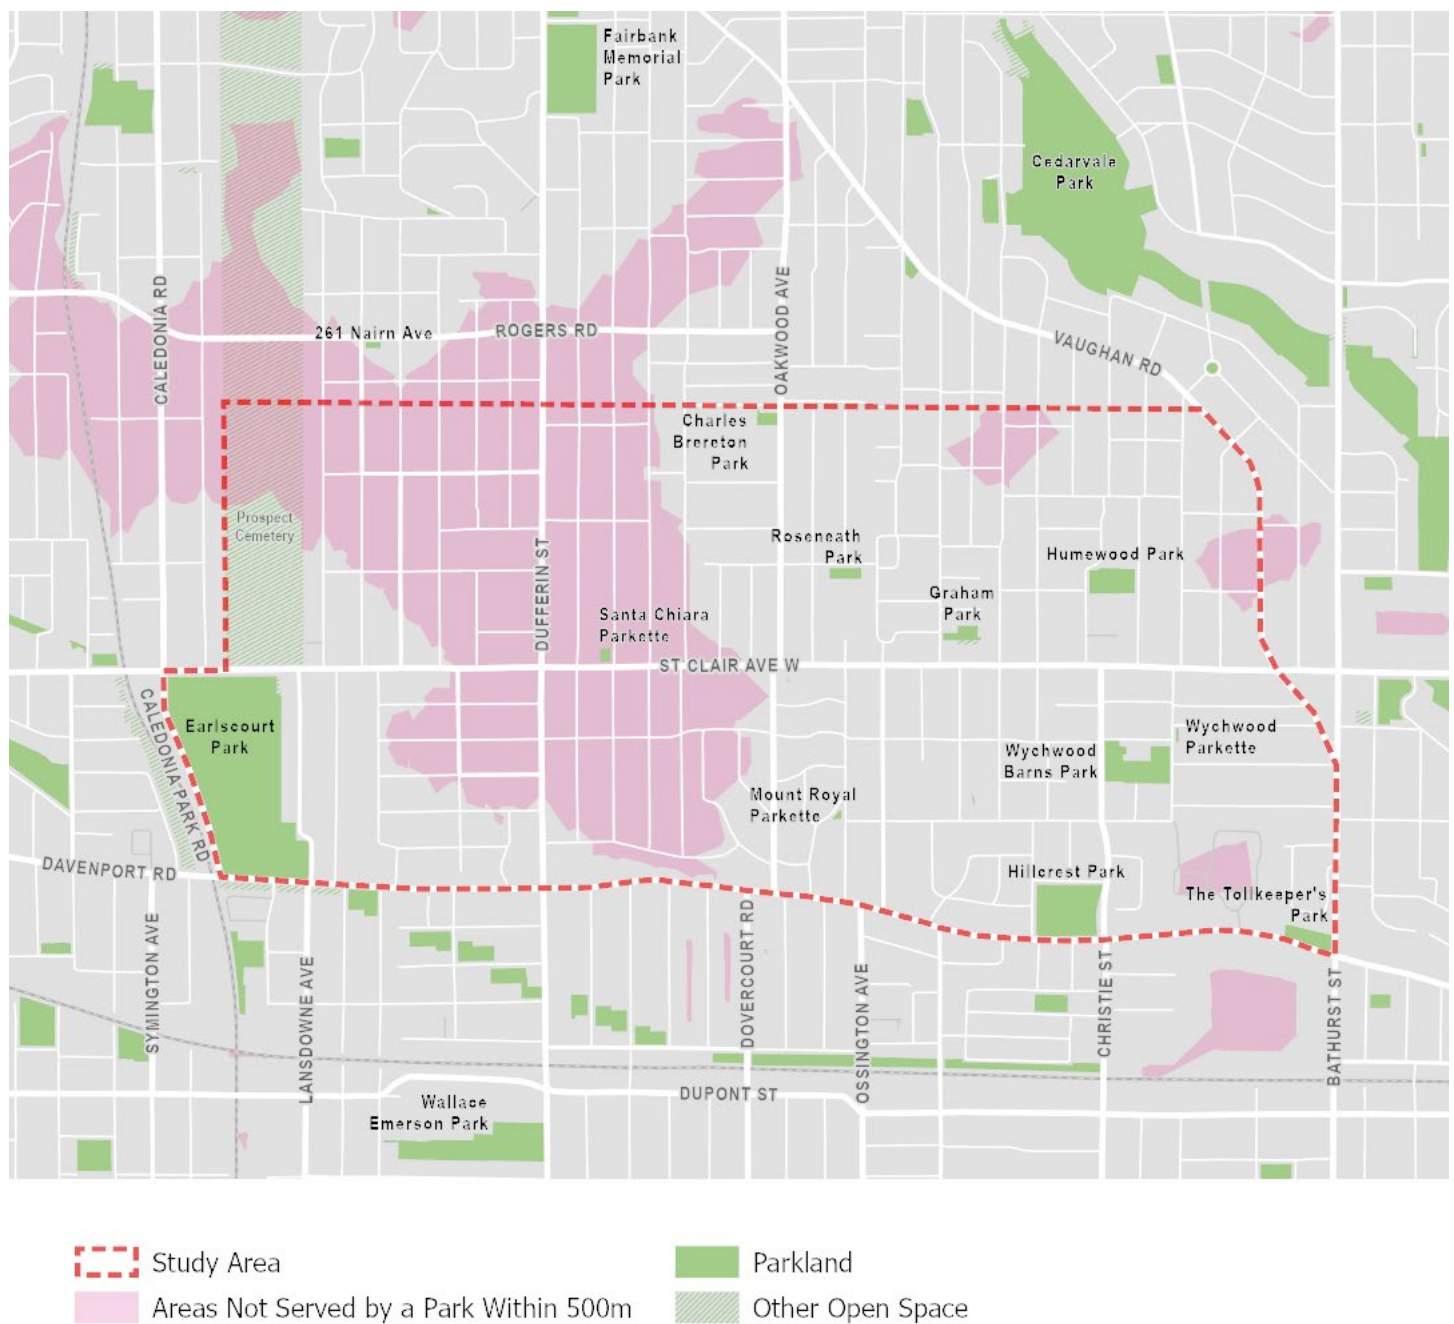 Fairbank
Memorial
Park
Cedarvale
Park
CALEDONIA RD
OAKWOOD AVE
261 Nairn Ave
ROGERS RD
VAUGHAN RD
Charles
Brereton
Park
Prospect
Cemetery
DUFFERIN ST
Roseneath
Park
Humewood Park
Graham
Park
Santa Chiara
Parkette
ST CLAIR AVE W
CALEDONIA PARK RD
Earlscourt
Park
Wychwood
Parkette
Wychwood
Barns Park
Mount Royal
Parkette
DAVENPORT RD
Hillcrest Park
The Tollkeeper's
Park
SYMINGTON AVE
LANSDOWNE AVE
DOVERCOURT RD
OSSINGTON AVE
CHRISTIE ST
BATHURST ST
DUPONT ST
Wallace
Emerson Park
Study Area
Parkland
Areas Not Served by a Park Within 500m
Other Open Space